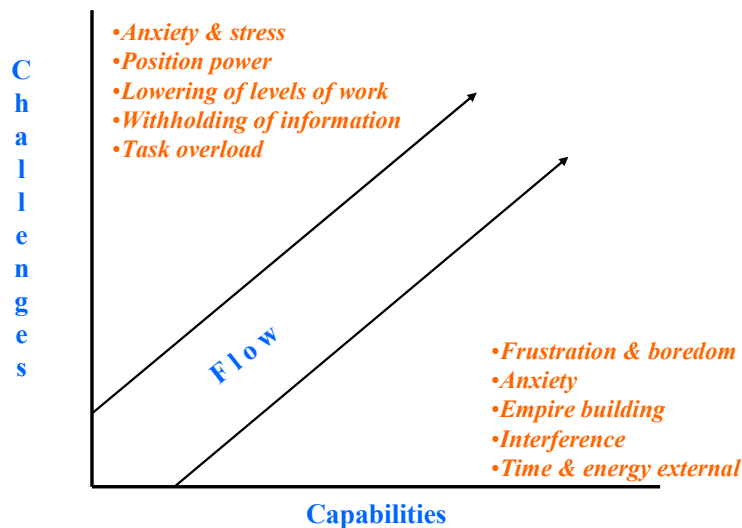 Challenges
•Anxiety & stress
•Position power
•Lowering of levels of work
•Withholding of information
•Task overload
Flow
•Frustration & boredom
•Anxiety
•Empire building
•Interference
•Time & energy external
Capabilities